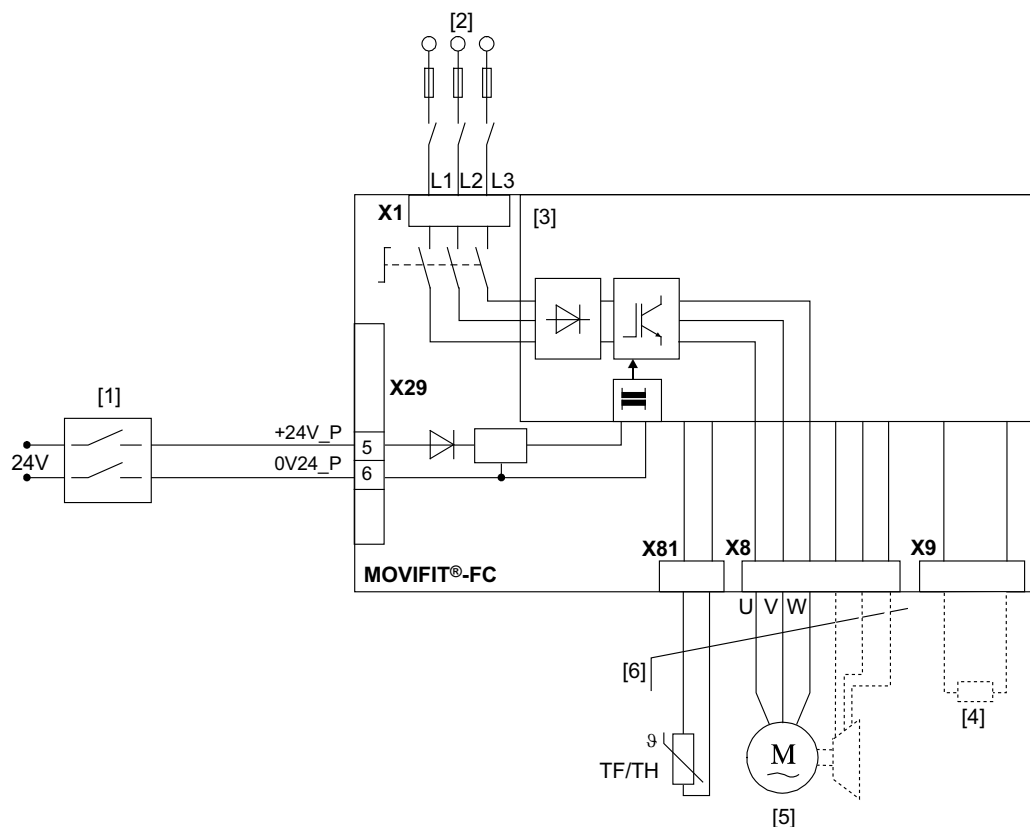 [2]
L1 L2 L3
X1
[3]
X29
[1]
+24V_P
5
24V
0V24_P
6
X81
X8
X9
MOVIFIT®-FC
U V W
[6]
[4]
ϑ
TF/TH
M
[5]